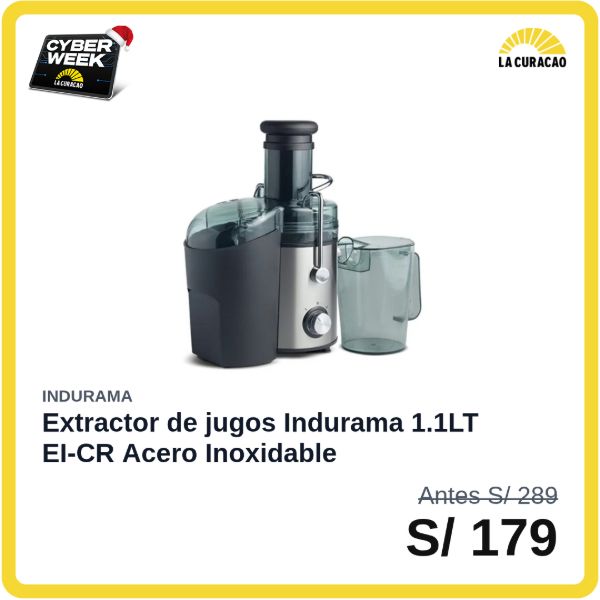 CYBER
WEEK
LA CURACAO
LA CURACAO
INDURAMA
Extractor de jugos Indurama 1.1LT
EI-CR Acero Inoxidable
Antes S/ 289
S/ 179